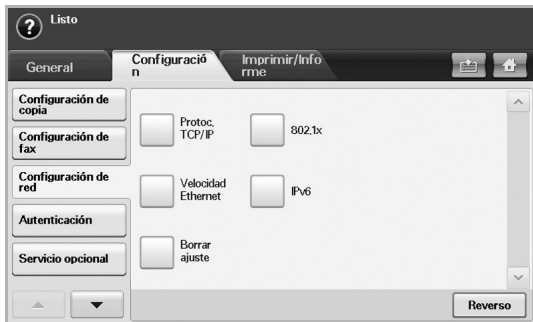 ?
Listo
General
Configuració
n
Imprimir/Info
rme
Configuración de
copia
Configuración de
fax
Configuración de
red
Autenticación
Servicio opcional
Protoc.
TCP/IP
802.1x
Velocidad
Ethernet
IPv6
Borrar
ajuste
Reverso